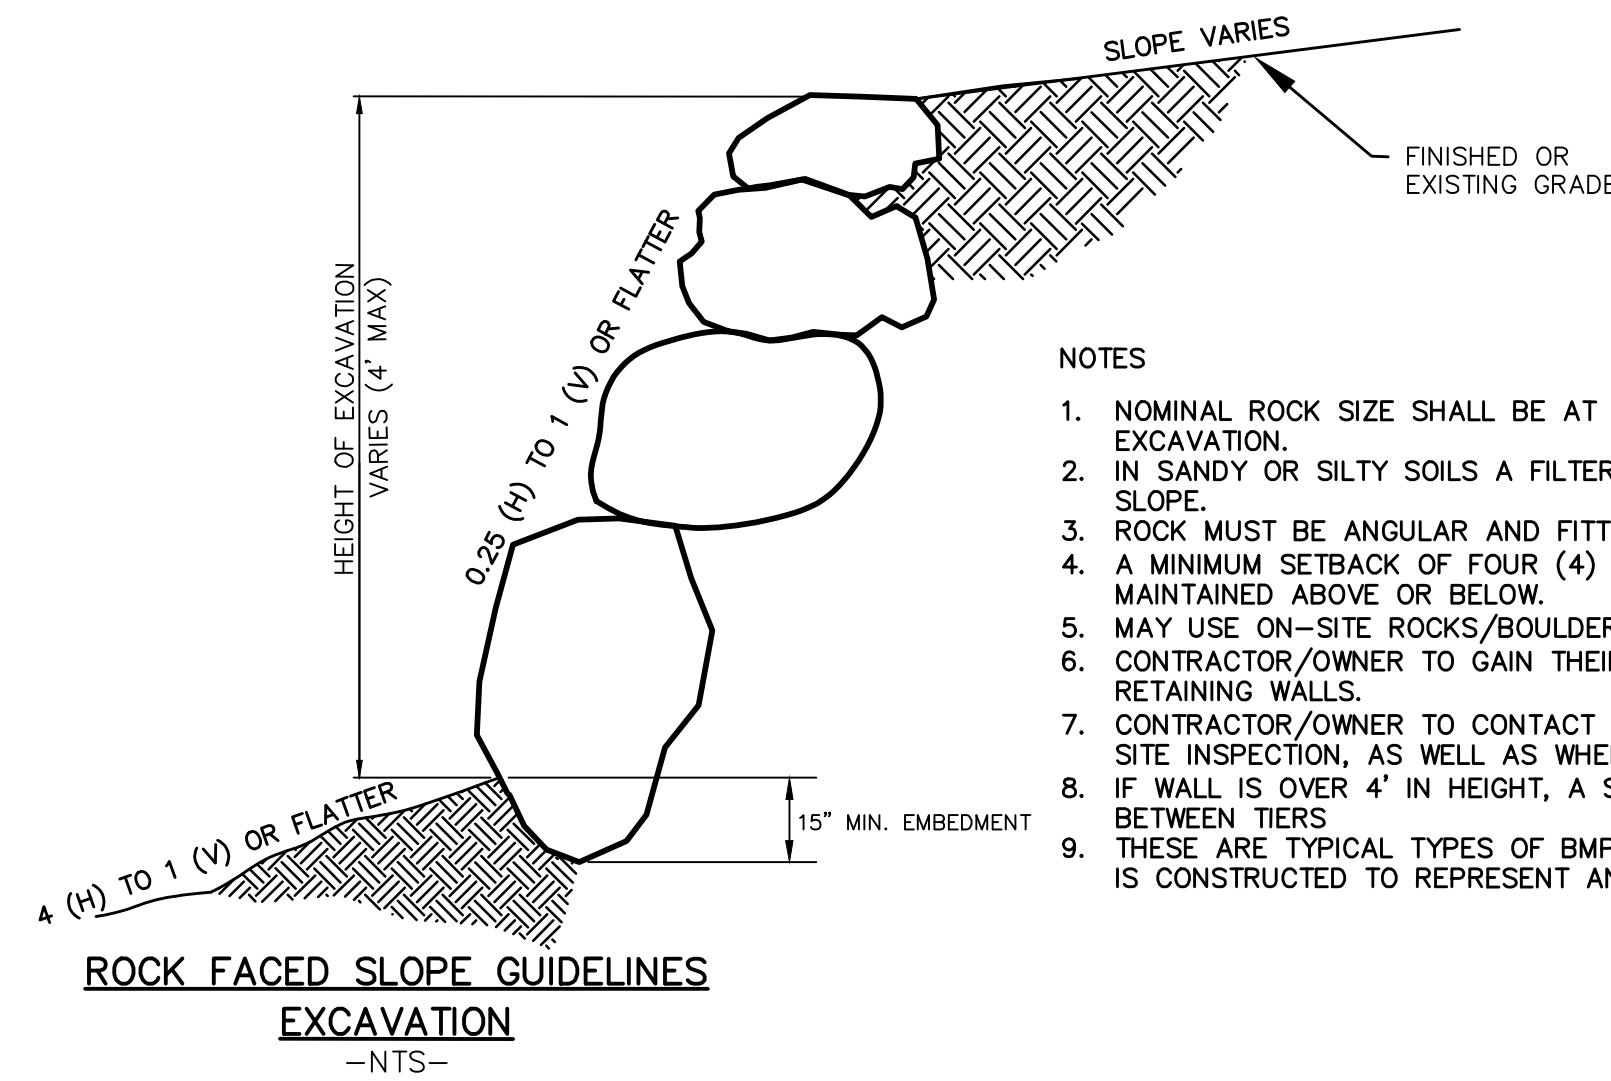 SLOPE VARIES
FINISHED OR
EXISTING GRADE
HEIGHT OF EXCAVATION
VARIES (4' MAX)
0.25 (H) TO 1 (V) OR FLATTER
4 (H) TO 1 (V) OR FLATTER
15" MIN. EMBEDMENT
NOTES
1. NOMINAL ROCK SIZE SHALL BE AT
EXCAVATION.
2. IN SANDY OR SILTY SOILS A FILTER
SLOPE.
3. ROCK MUST BE ANGULAR AND FITT
4. A MINIMUM SETBACK OF FOUR (4)
MAINTAINED ABOVE OR BELOW.
5. MAY USE ON-SITE ROCKS/BOULDER
6. CONTRACTOR/OWNER TO GAIN THEI
RETAINING WALLS.
7. CONTRACTOR/OWNER TO CONTACT
SITE INSPECTION, AS WELL AS WHE
8. IF WALL IS OVER 4' IN HEIGHT, A S
BETWEEN TIERS
9. THESE ARE TYPICAL TYPES OF BMP
IS CONSTRUCTED TO REPRESENT AN
ROCK FACED SLOPE GUIDELINES
EXCAVATION
-NTS-